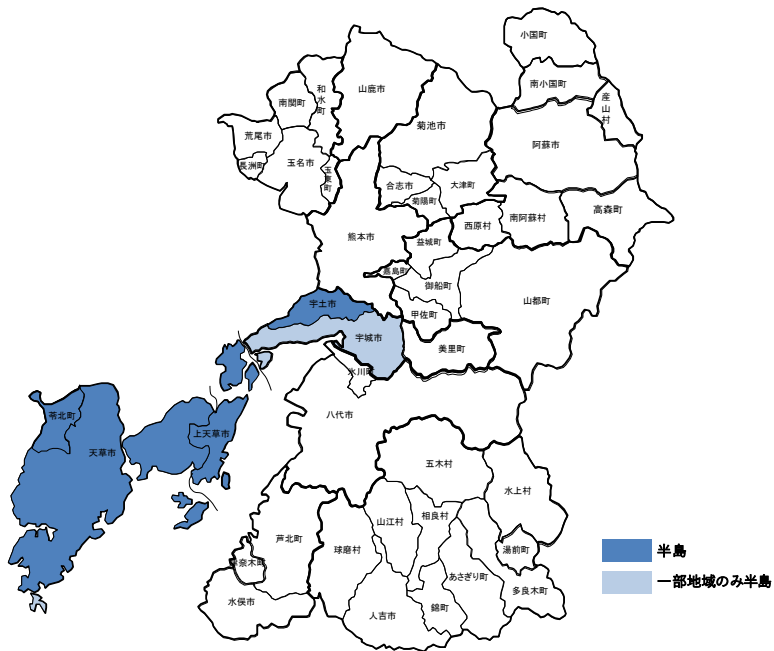 小国町
南小国町
産山村
和水町
山鹿市
南関町
菊池市
荒尾市
阿蘇市
長洲町
玉名市
玉東町
合志市
大津町
菊陽町
高森町
南阿蘇村
西原村
熊本市
益城町
嘉島町
御船町
山都町
宇土市
甲佐町
宇城市
美里町
氷川町
八代市
苓北町
上天草市
天草市
五木村
水上村
山江村
相良村
球磨村
湯前町
芦北町
津奈木町
あさぎり町
多良木町
水俣市
錦町
人吉市
半島
一部地域のみ半島